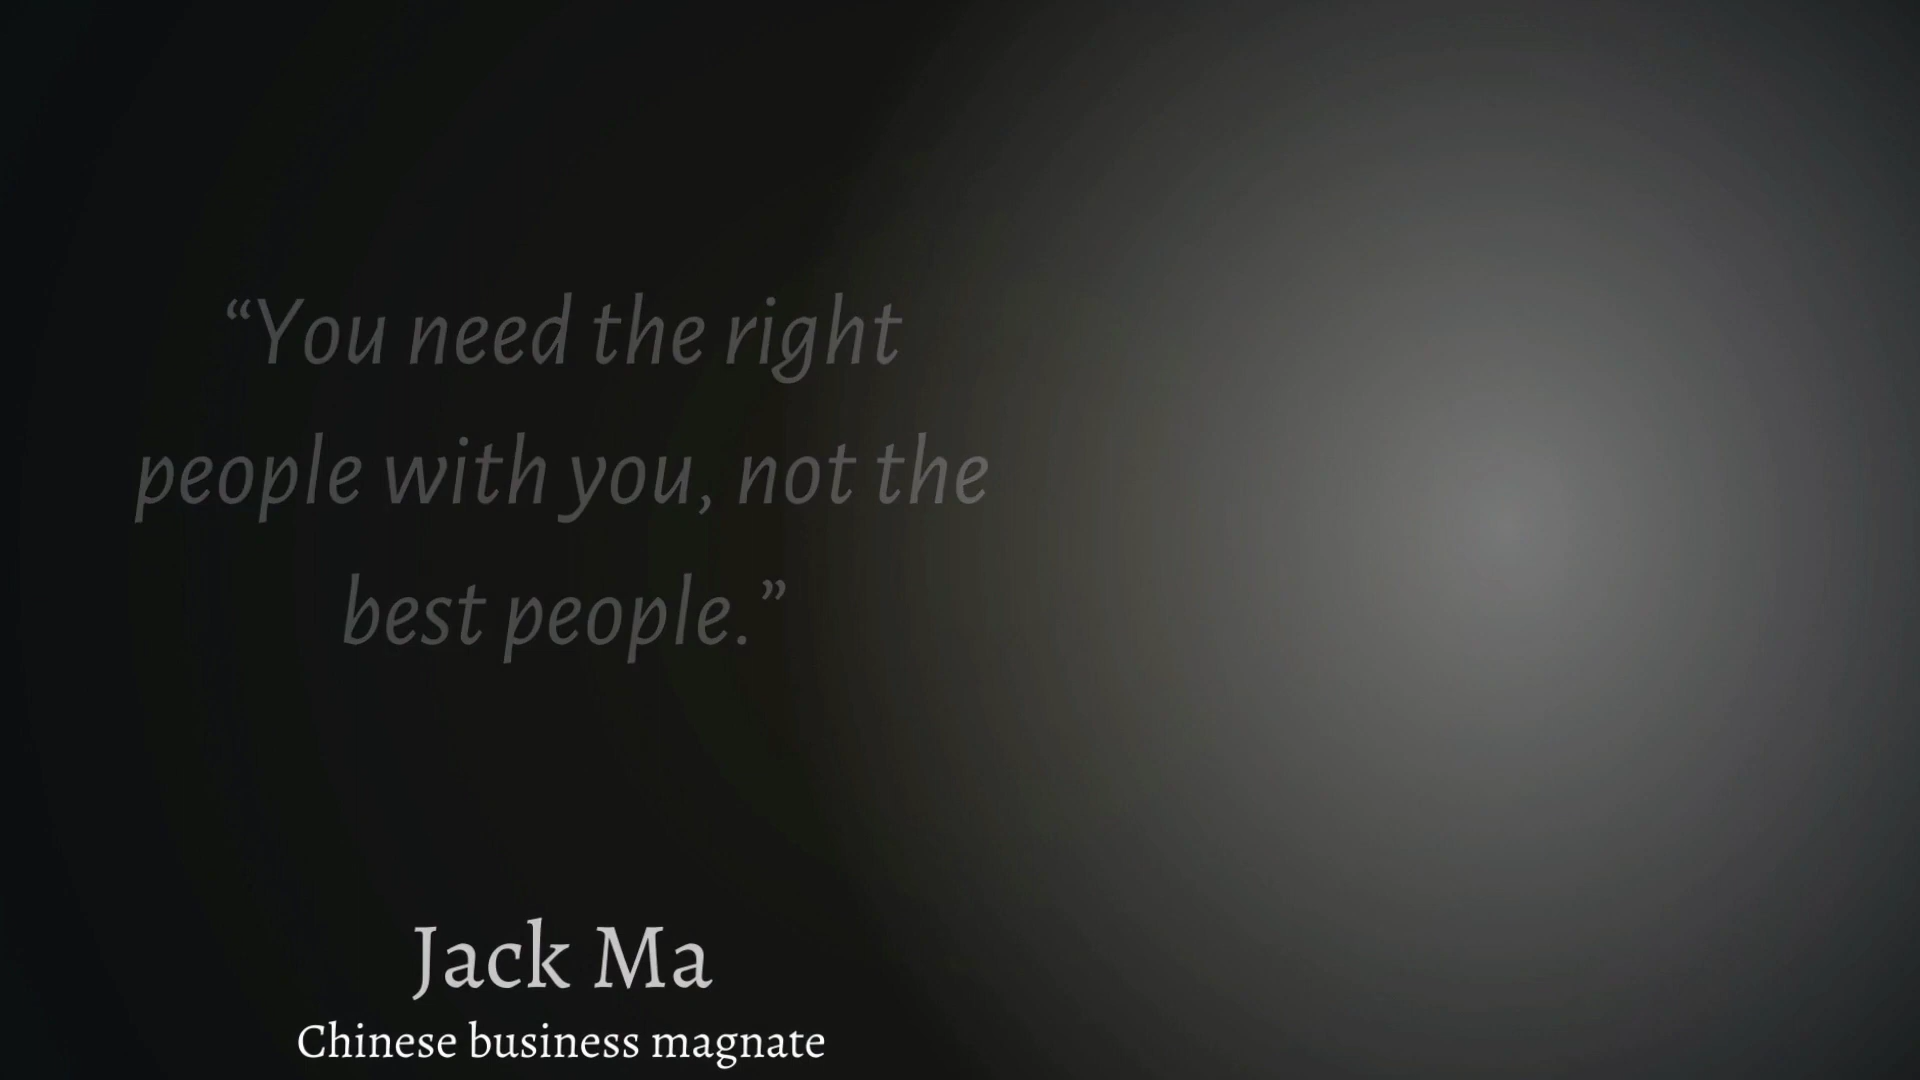 “You need the right
people with you, not the
best people.”
Jack Ma
Chinese business magnate